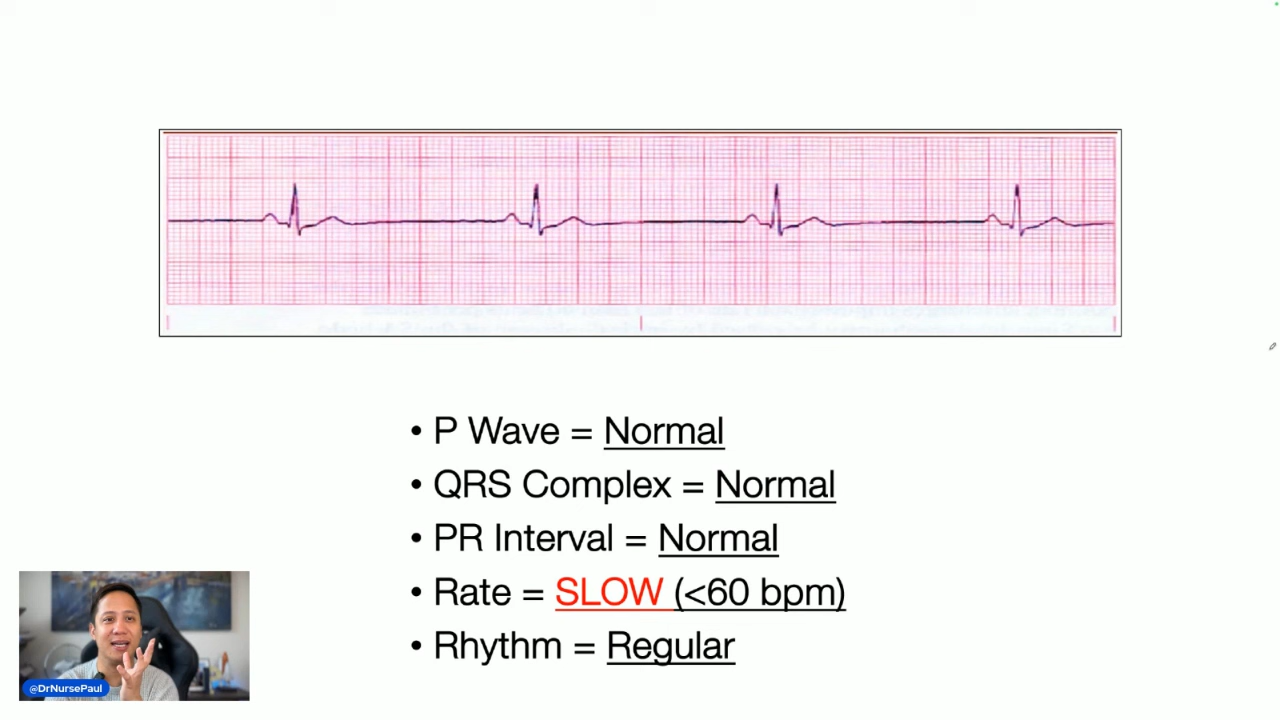 • P Wave = Normal
• QRS Complex = Normal
• PR Interval = Normal
• Rate = SLOW (<60 bpm)
• Rhythm = Regular
@DrNursePaul